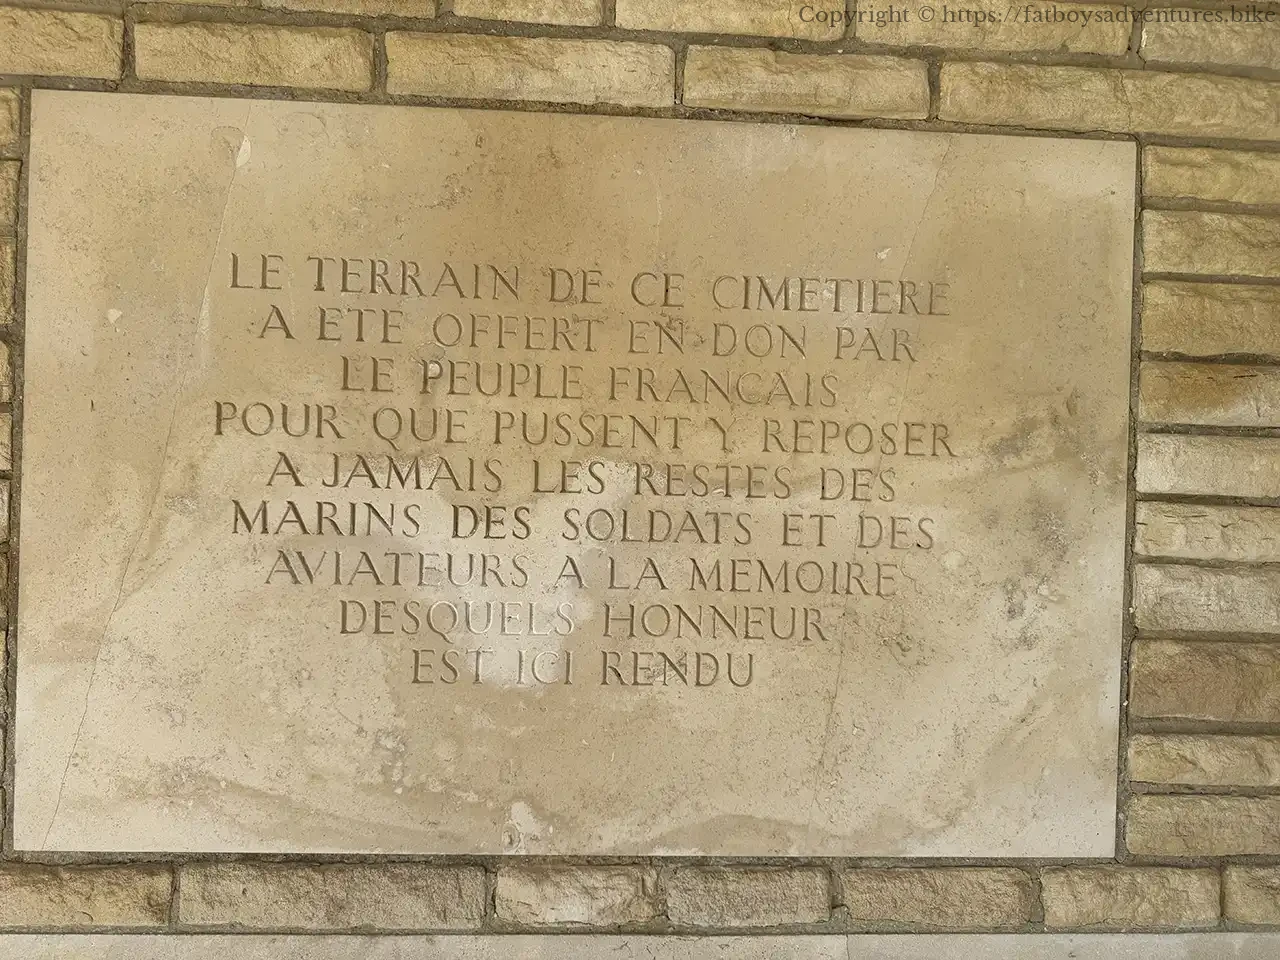 Copyright © https://fatboysadventures.bike
LE TERRAIN DE CE CIMETIERE
A ETE OFFERT EN DON PAR
LE PEUPLE FRANCAIS
POUR QUE PUSSENT Y REPOSER
A JAMAIS LES RESTES DES
MARINS DES SOLDATS ET DES
AVIATEURS A LA MEMOIRE
DESQUELS HONNEUR
EST ICI RENDU